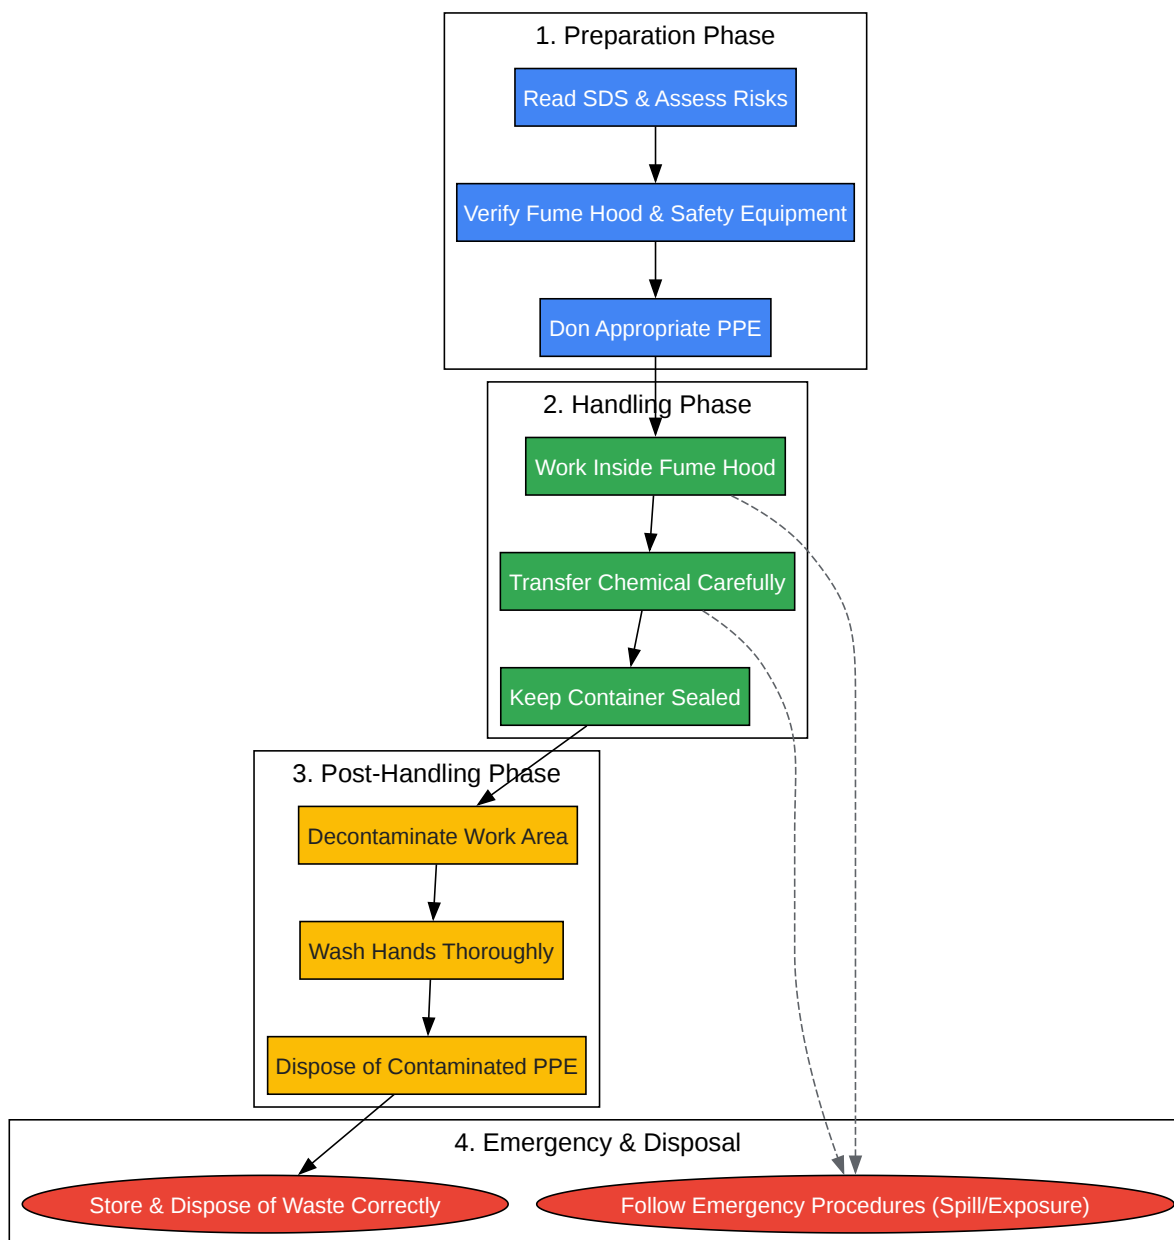 1. Preparation Phase
Read SDS & Assess Risks
Verify Fume Hood & Safety Equipment
Don Appropriate PPE
2. Handling Phase
Work Inside Fume Hood
Transfer Chemical Carefully
Keep Container Sealed
3. Post-Handling Phase
Decontaminate Work Area
Wash Hands Thoroughly
Dispose of Contaminated PPE
4. Emergency & Disposal
Store & Dispose of Waste Correctly
Follow Emergency Procedures (Spill/Exposure)